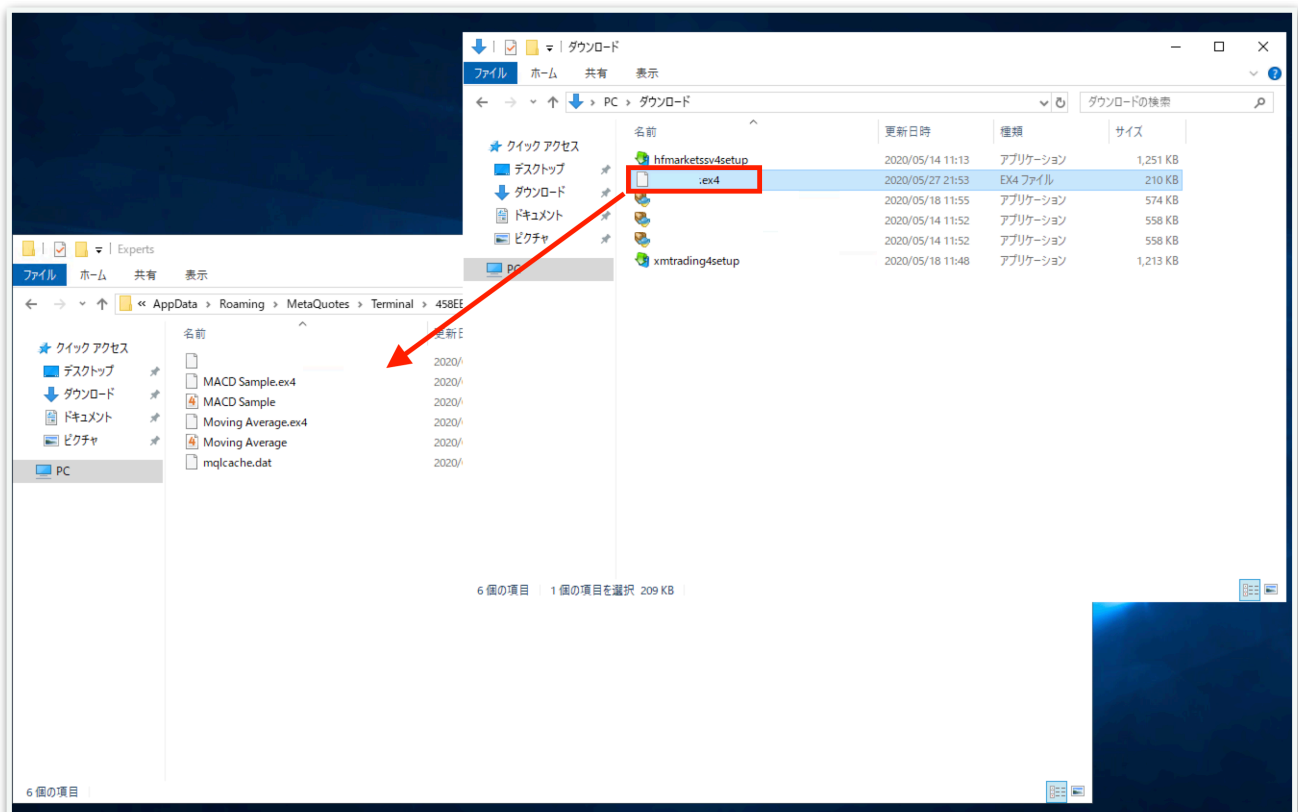 ダウンロード
ファイル ホーム 共有 表示
PC › ダウンロード
ダウンロードの検索
クイック アクセス
デスクトップ
ダウンロード
ドキュメント
ピクチャ
PC
名前 更新日時 種類 サイズ
hfmarketssv4setup 2020/05/14 11:13 アプリケーション 1,251 KB
.ex4 2020/05/27 21:53 EX4 ファイル 210 KB
2020/05/18 11:55 アプリケーション 574 KB
2020/05/14 11:52 アプリケーション 558 KB
2020/05/14 11:52 アプリケーション 558 KB
xmtrading4setup 2020/05/18 11:48 アプリケーション 1,213 KB
6 個の項目 1 個の項目を選択 209 KB
Experts
ファイル ホーム 共有 表示
« AppData › Roaming › MetaQuotes › Terminal ›
クイック アクセス
デスクトップ
ダウンロード
ドキュメント
ピクチャ
PC
名前
2020/
MACD Sample.ex4 2020/
MACD Sample 2020/
Moving Average.ex4 2020/
Moving Average 2020/
mqlcache.dat 2020/
6 個の項目